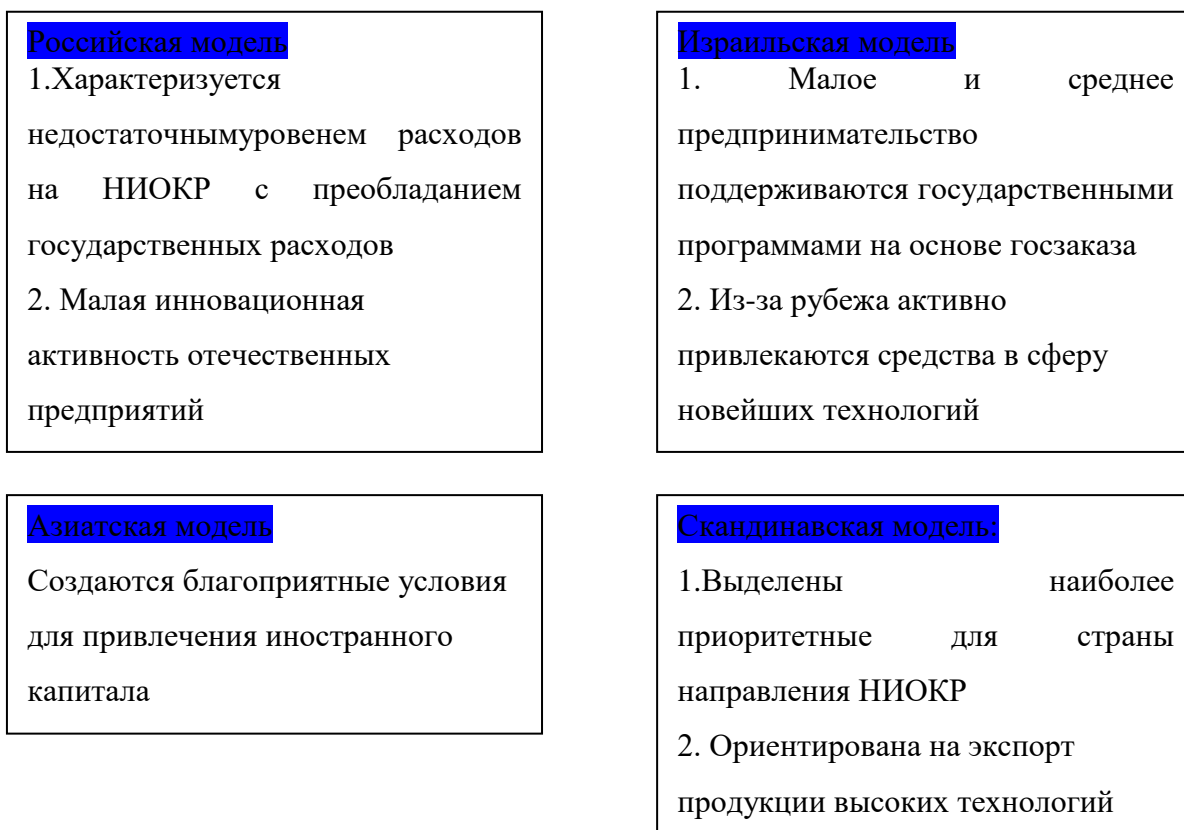 Российская модель
1.Характеризуется
недостаточнымуровенем расходов
на НИОКР с преобладанием
государственных расходов
2. Малая инновационная
активность отечественных
предприятий
Израильская модель
1. Малое и среднее
предпринимательство
поддерживаются государственными
программами на основе госзаказа
2. Из-за рубежа активно
привлекаются средства в сферу
новейших технологий
Азиатская модель
Создаются благоприятные условия
для привлечения иностранного
капитала
Скандинавская модель:
1.Выделены наиболее
приоритетные для страны
направления НИОКР
2. Ориентирована на экспорт
продукции высоких технологий